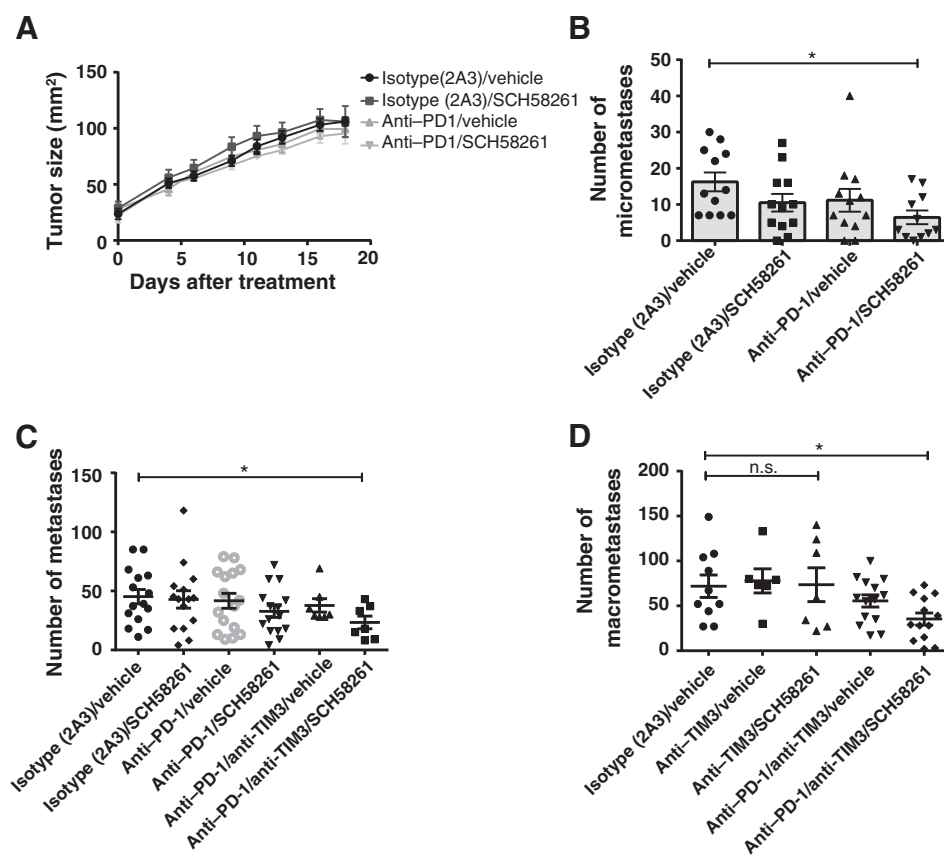 A
Tumor size (mm²)
150
100
50
0
0 5 10 15 20
Days after treatment
Isotype(2A3)/vehicle
Isotype (2A3)/SCH58261
Anti–PD1/vehicle
Anti–PD1/SCH58261
B
Number of
micrometastases
50
40
30
20
10
0
*
Isotype (2A3)/vehicle
Isotype (2A3)/SCH58261
Anti–PD-1/vehicle
Anti–PD-1/SCH58261
C
Number of metastases
150
100
50
0
*
Isotype (2A3)/vehicle
Isotype (2A3)/SCH58261
Anti–PD-1/vehicle
Anti–PD-1/SCH58261
Anti–PD-1/anti-TIM3/vehicle
Anti–PD-1/anti-TIM3/SCH58261
D
Number of
macrometastases
200
150
100
50
0
*
n.s.
Isotype (2A3)/vehicle
Anti–TIM3/vehicle
Anti–TIM3/SCH58261
Anti–PD-1/anti–TIM3/vehicle
Anti–PD-1/anti–TIM3/SCH58261